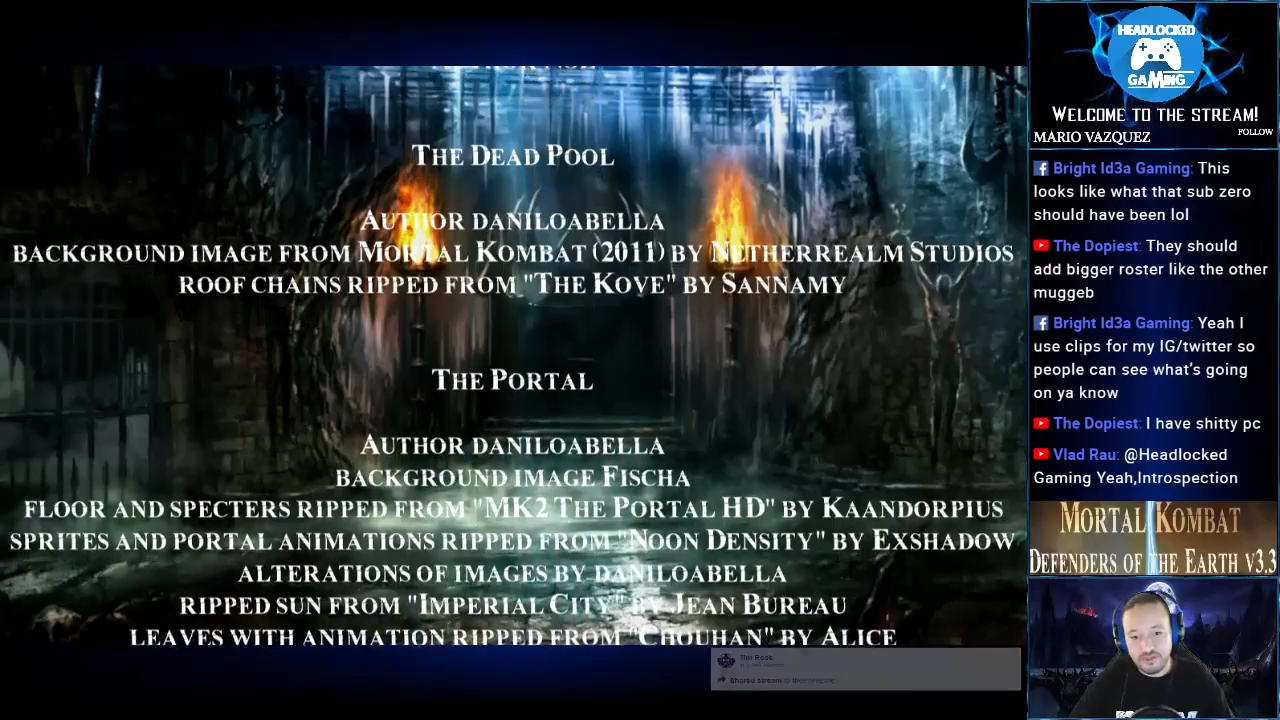 The Dead Pool
Author daniloabella
background image from Mortal Kombat (2011) by Netherrealm Studios
roof chains ripped from "The Kove" by Sannamy
The Portal
Author daniloabella
background image Fischa
floor and specters ripped from "MK2 The Portal HD" by Kaandorpius
sprites and portal animations ripped from "Noon Density" by Exshadow
alterations of images by daniloabella
ripped sun from "Imperial City" by Jean Bureau
leaves with animation ripped from "Chouhan" by Alice
Shared stream
HEADLOCKED
GAMING
Welcome to the stream!
MARIO VAZQUEZ
FOLLOW
Bright Id3a Gaming: This
looks like what that sub zero
should have been lol
The Dopiest: They should
add bigger roster like the other
muggeb
Bright Id3a Gaming: Yeah I
use clips for my IG/twitter so
people can see what's going
on ya know
The Dopiest: I have shitty pc
Vlad Rau: @Headlocked
Gaming Yeah,Introspection
Mortal Kombat
Defenders of the Earth v3.3